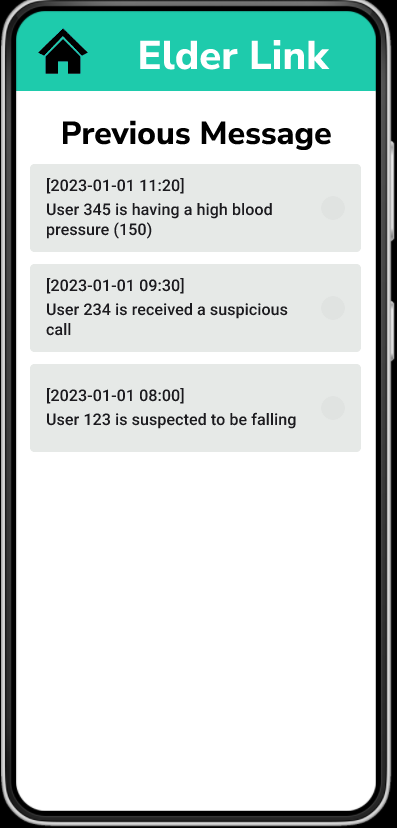 Elder Link
Previous Message
[2023-01-01 11:20]
User 345 is having a high blood
pressure (150)
[2023-01-01 09:30]
User 234 is received a suspicious
call
[2023-01-01 08:00]
User 123 is suspected to be falling